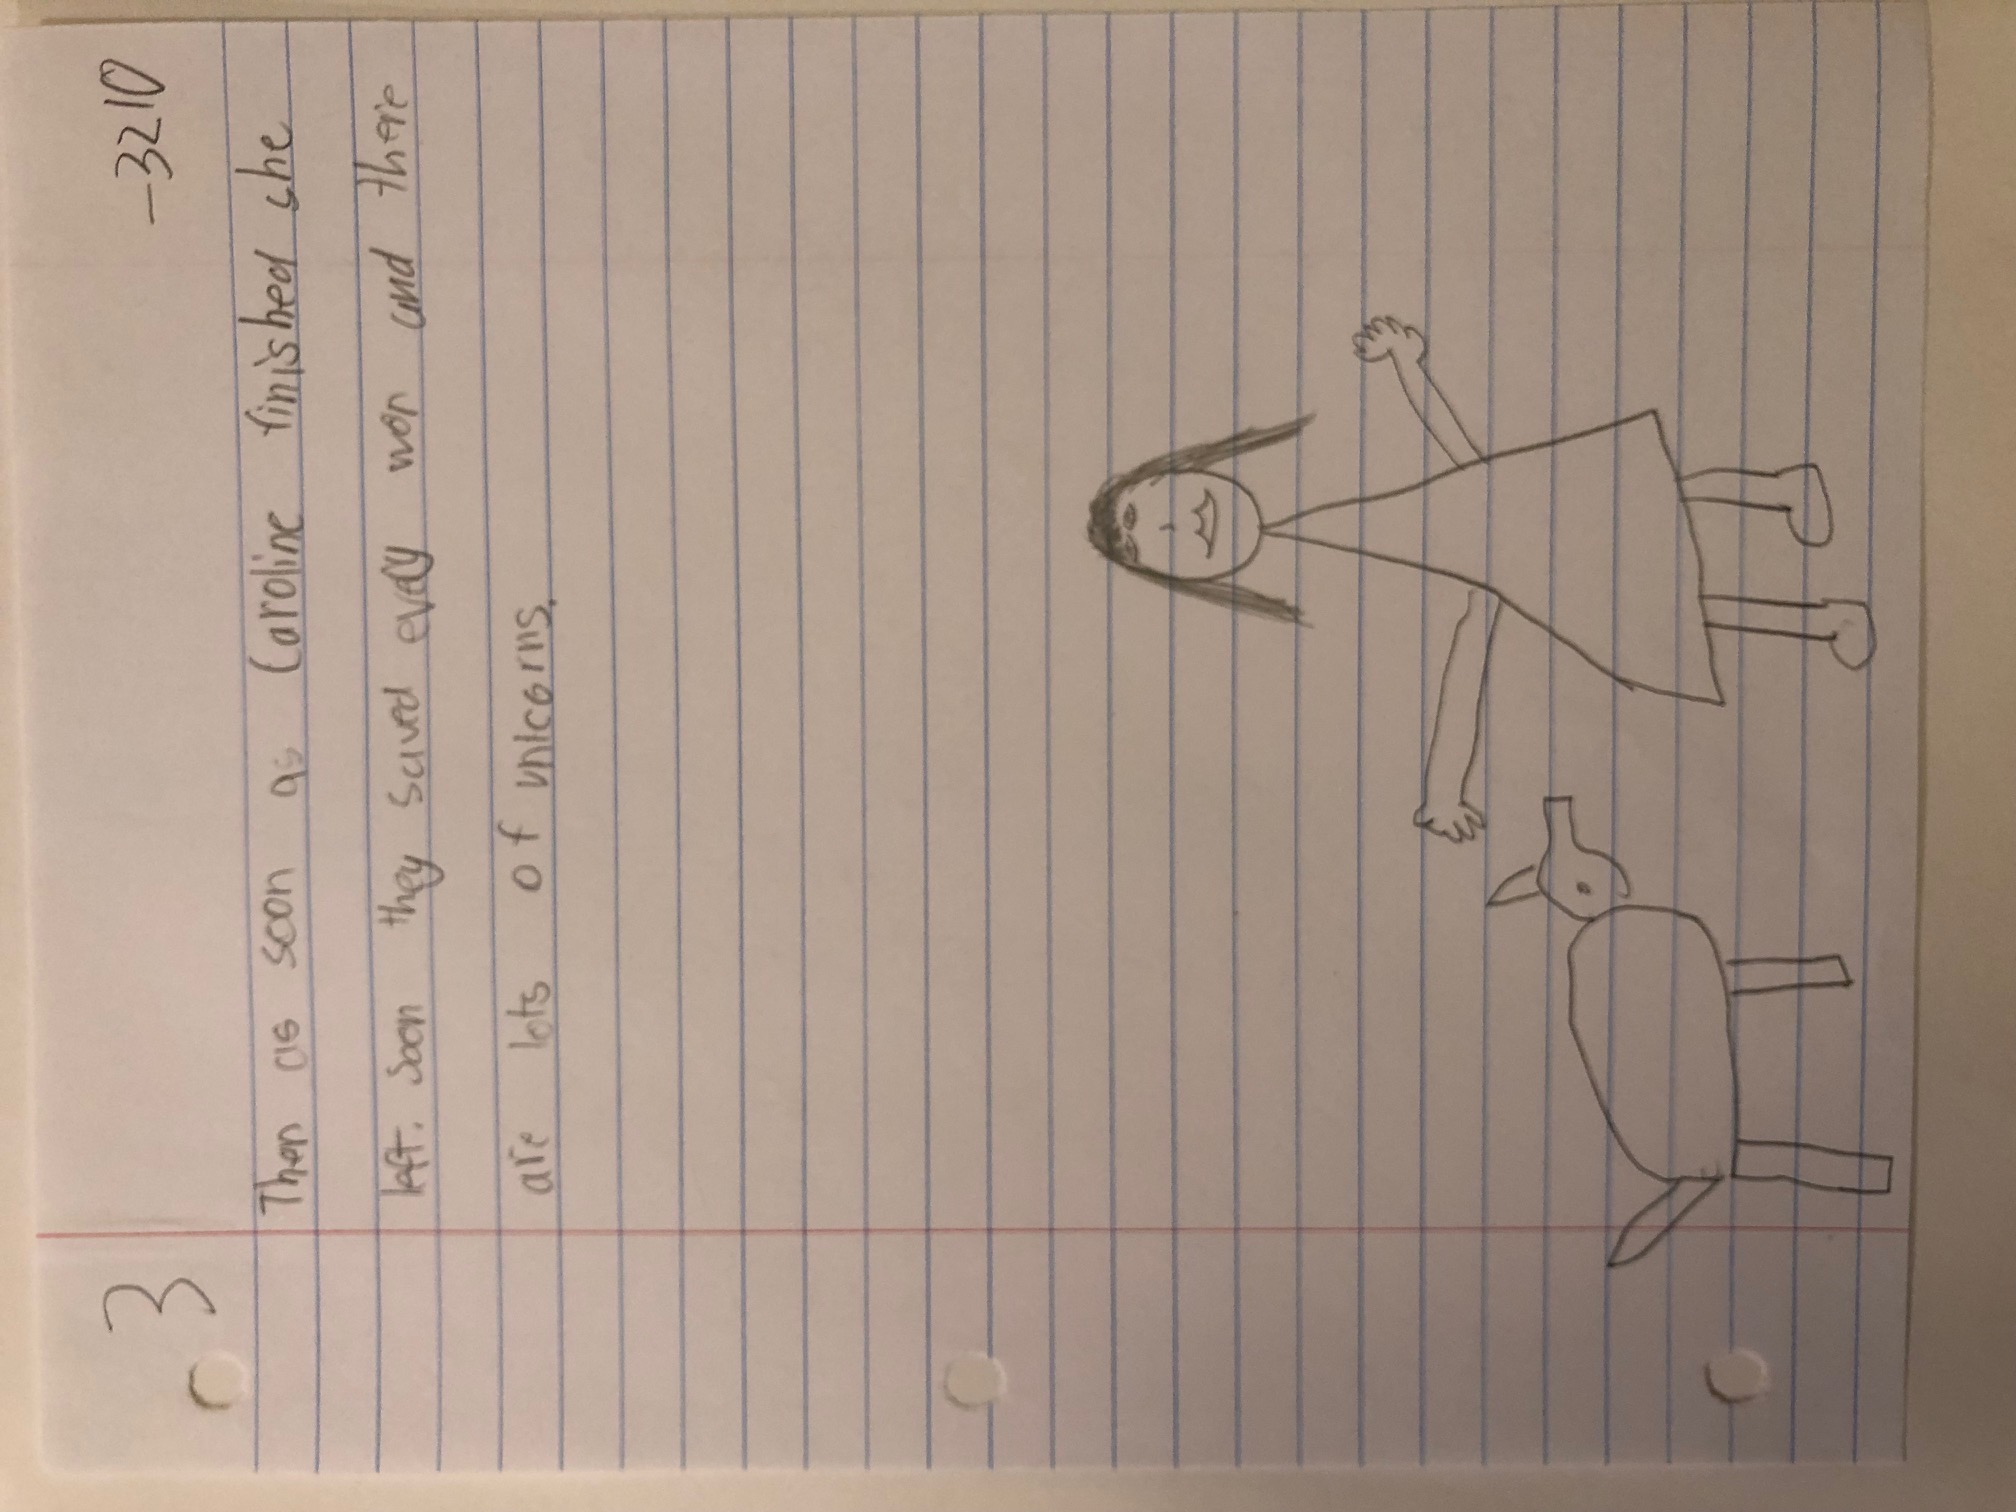 3
-3210
Then as soon as Caroline finished she
left. Soon they saved every won and there
are lots of unicorns.